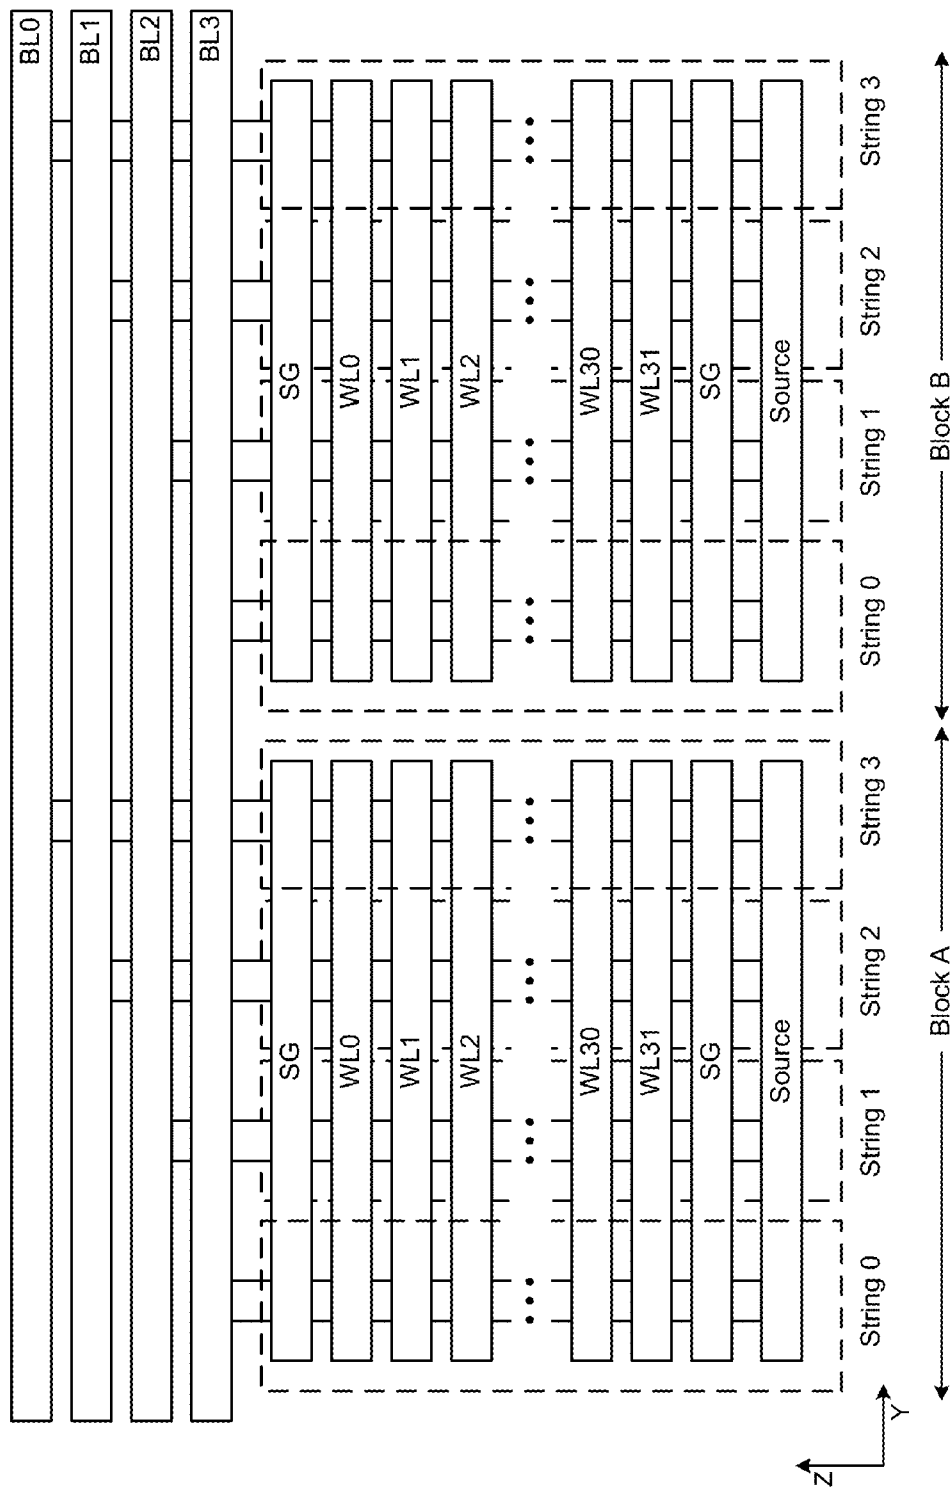 BL0
BL1
BL2
BL3
SG
SG
WL0
WL0
WL1
WL1
WL2
WL2
WL30
WL30
WL31
WL31
SG
SG
Source
Source
String 0
String 1
String 2
String 3
String 0
String 1
String 2
String 3
Block A
Block B
Z
Y